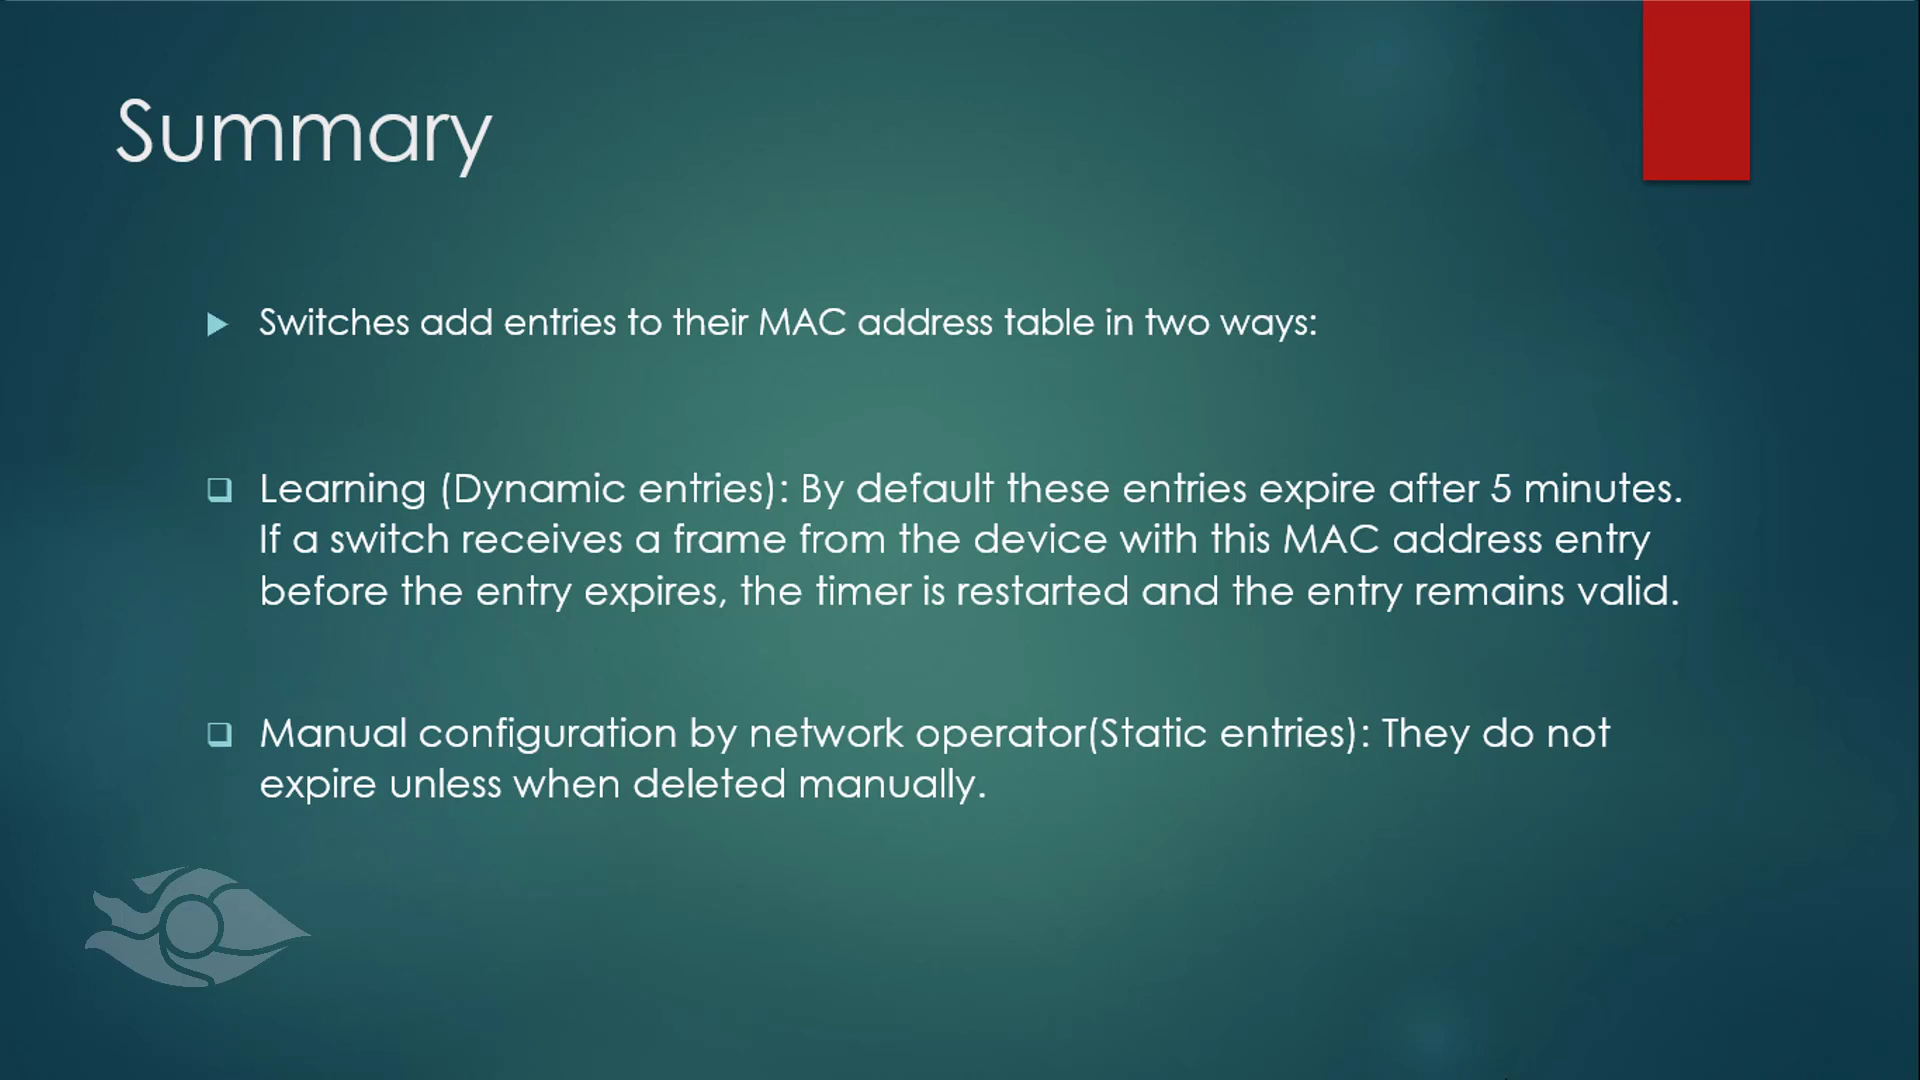 Summary
Switches add entries to their MAC address table in two ways:
Learning (Dynamic entries): By default these entries expire after 5 minutes.
If a switch receives a frame from the device with this MAC address entry
before the entry expires, the timer is restarted and the entry remains valid.
Manual configuration by network operator(Static entries): They do not
expire unless when deleted manually.